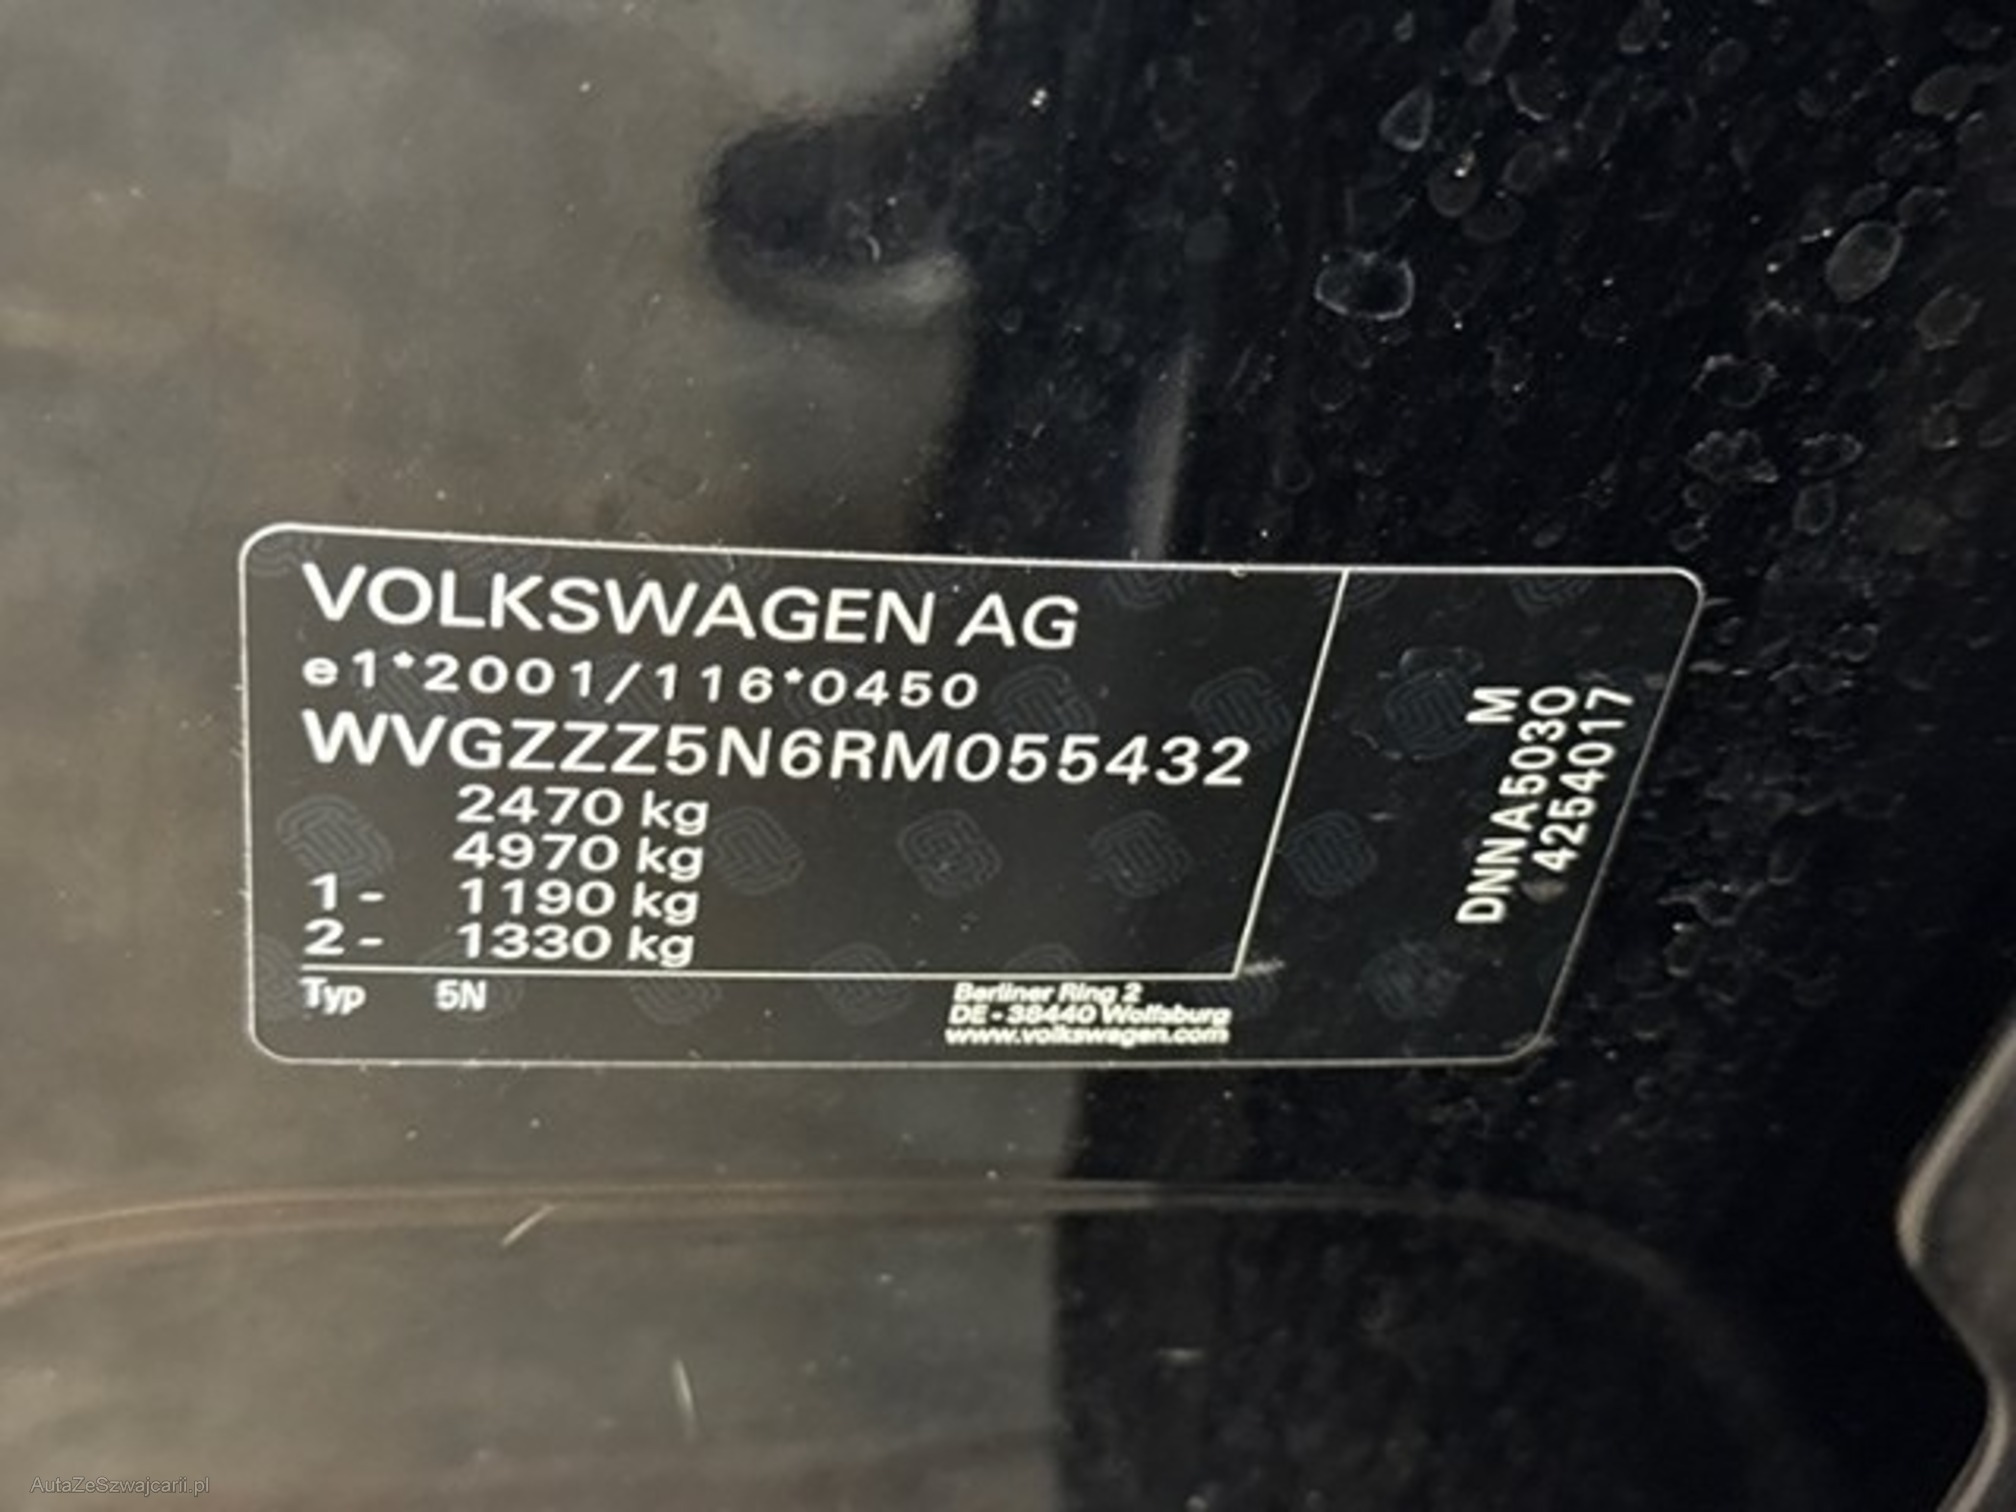 VOLKSWAGEN AG
e1*2001/116*0450
WVGZZZ5N6RM055432
2470 kg
4970 kg
1- 1190 kg
2- 1330 kg
Typ 5N
Berliner Ring 2
DE - 38440 Wolfsburg
www.volkswagen.com
M
DNNA5030
4254017
AutaZeSzwajcarii.pl